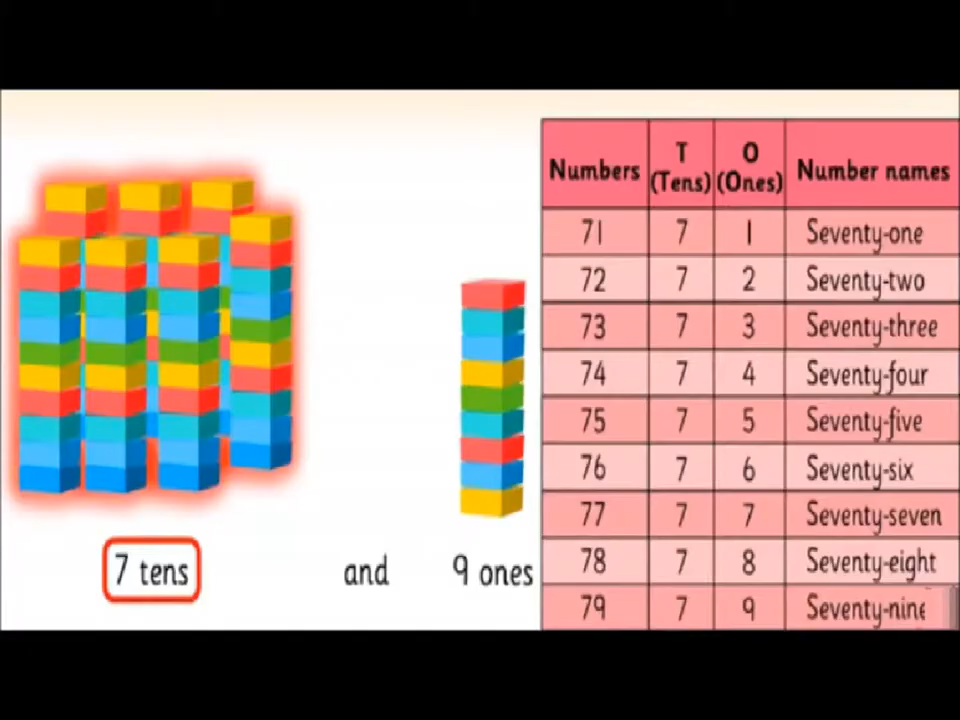 Numbers T (Tens) O (Ones) Number names
71 7 1 Seventy-one
72 7 2 Seventy-two
73 7 3 Seventy-three
74 7 4 Seventy-four
75 7 5 Seventy-five
76 7 6 Seventy-six
77 7 7 Seventy-seven
78 7 8 Seventy-eight
79 7 9 Seventy-nine
7 tens and 9 ones